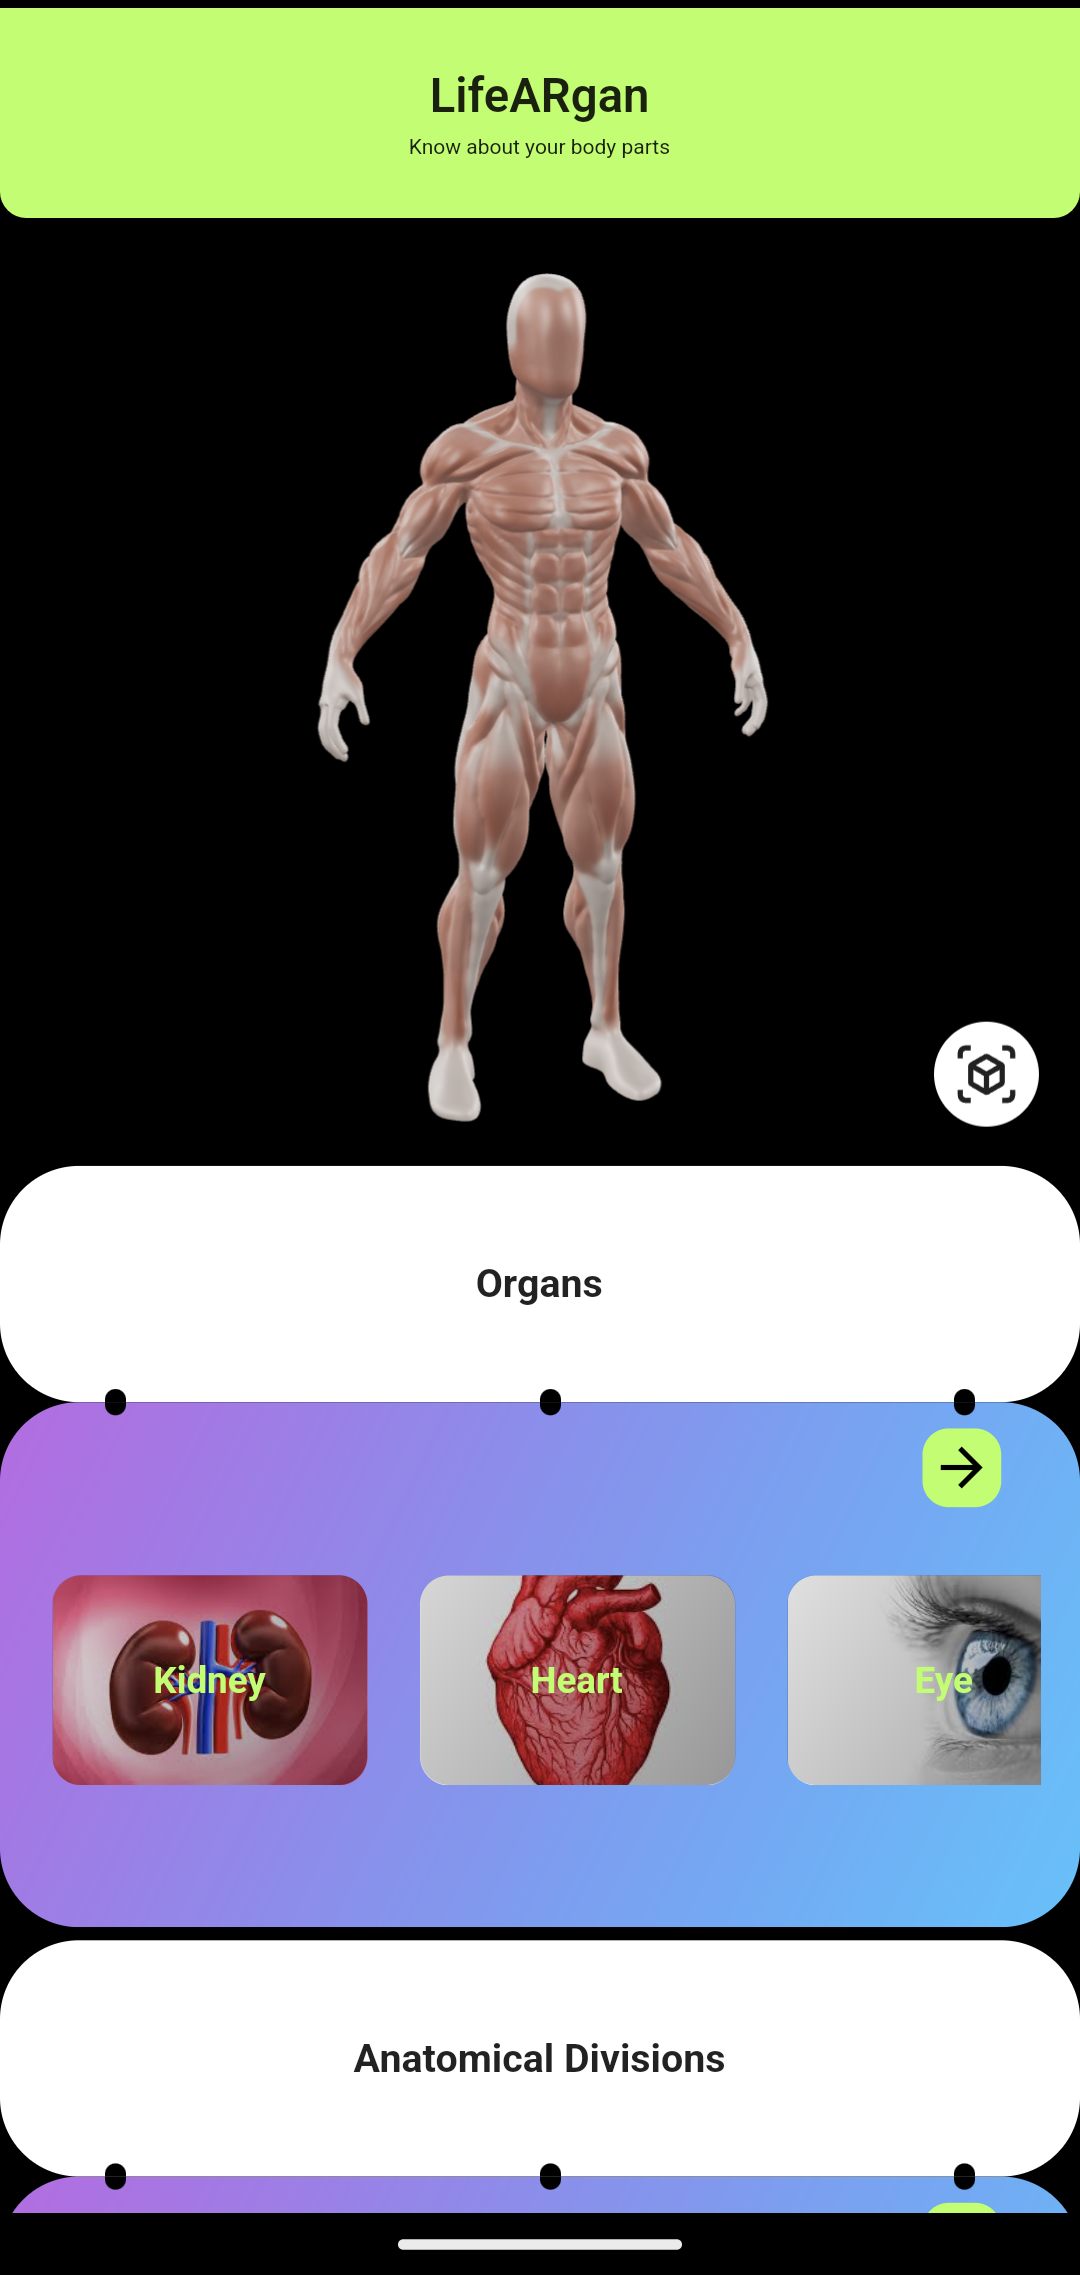 LifeARgan
Know about your body parts
Organs
Kidney
Heart
Eye
Anatomical Divisions